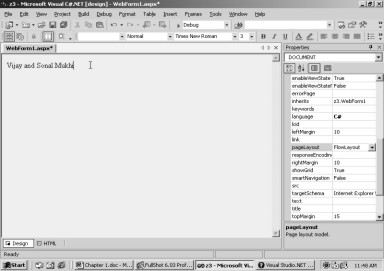 z3 - Microsoft Visual C#.NET [design] - WebForm1.aspx*
File Edit View Project Build Debug Format Table Insert Frames Tools Window Help
Debug
Normal Times New Roman 3 B I U A
WebForm1.aspx*
Vijay and Sonal Mukhi
Properties
DOCUMENT
enableViewState True
enableViewStateM False
errorPage
inherits z3.WebForm1
keywords
language C#
lcid
leftMargin 10
link
pageLayout FlowLayout
responseEncodin
rightMargin 10
showGrid True
smartNavigation False
src
targetSchema Internet Explorer
text
title
topMargin 15
pageLayout
Page layout model.
Design HTML
Ready
Start Chapter 1.doc - M... FullShot 6.03 Prof... z3 - Microsoft Vi... Visual Studio.NET ... 11:48 AM